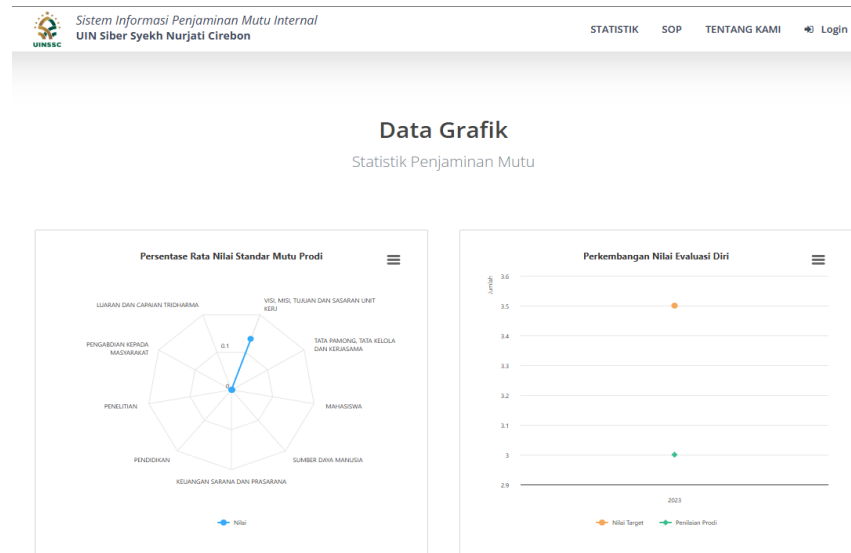 UINSSC
Sistem Informasi Penjaminan Mutu Internal
UIN Siber Syekh Nurjati Cirebon
STATISTIK SOP TENTANG KAMI Login
Data Grafik
Statistik Penjaminan Mutu
Persentase Rata Nilai Standar Mutu Prodi
LUARAN DAN CAPAIAN TRIDHARMA
VISI, MISI, TUJUAN DAN SASARAN UNIT
KERJ
PENGABDIAN KEPADA
MASYARAKAT
0.1
TATA PAMONG, TATA KELOLA
DAN KERJASAMA
0
PENELITIAN
MAHASISWA
PENDIDIKAN
SUMBER DAYA MANUSIA
KEUANGAN SARANA DAN PRASARANA
Nilai
Perkembangan Nilai Evaluasi Diri
Jumlah
3.6
3.5
3.4
3.3
3.2
3.1
3
2.9
2023
Nilai Target Penilaian Prodi